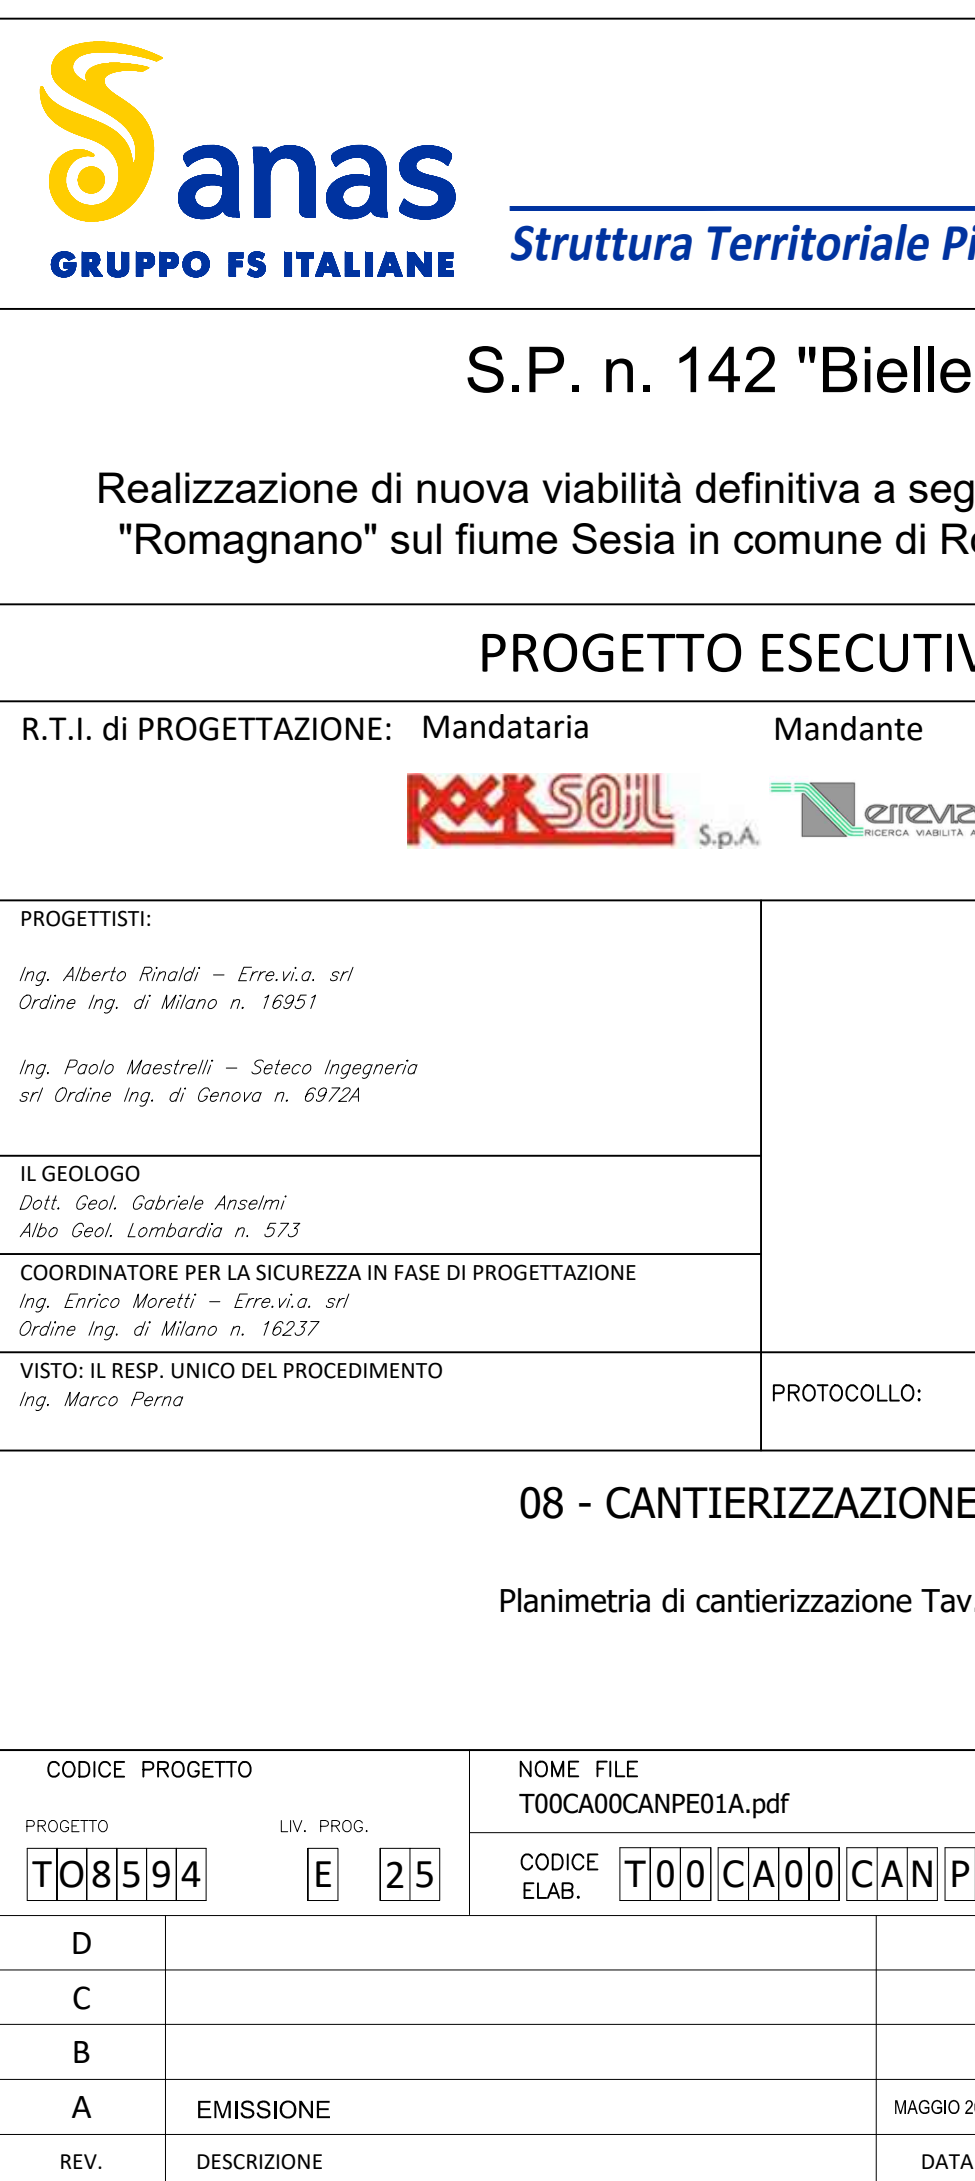 anas
GRUPPO FS ITALIANE
Struttura Territoriale Pi
S.P. n. 142 "Bielle
Realizzazione di nuova viabilità definitiva a seg
"Romagnano" sul fiume Sesia in comune di Ro
PROGETTO ESECUTIV
R.T.I. di PROGETTAZIONE: Mandataria Mandante
ROCKSOIL S.p.A.
errevia
RICERCA VIABILITÀ A
PROGETTISTI:
Ing. Alberto Rinaldi – Erre.vi.a. srl
Ordine Ing. di Milano n. 16951
Ing. Paolo Maestrelli – Seteco Ingegneria
srl Ordine Ing. di Genova n. 6972A
IL GEOLOGO
Dott. Geol. Gabriele Anselmi
Albo Geol. Lombardia n. 573
COORDINATORE PER LA SICUREZZA IN FASE DI PROGETTAZIONE
Ing. Enrico Moretti – Erre.vi.a. srl
Ordine Ing. di Milano n. 16237
VISTO: IL RESP. UNICO DEL PROCEDIMENTO
Ing. Marco Perna
PROTOCOLLO:
08 - CANTIERIZZAZIONE
Planimetria di cantierizzazione Tav.
CODICE PROGETTO
PROGETTO LIV. PROG.
TO8594 E 25
NOME FILE
T00CA00CANPE01A.pdf
CODICE ELAB. T00 CA00 CAN P
D
C
B
A EMISSIONE MAGGIO 20
REV. DESCRIZIONE DATA